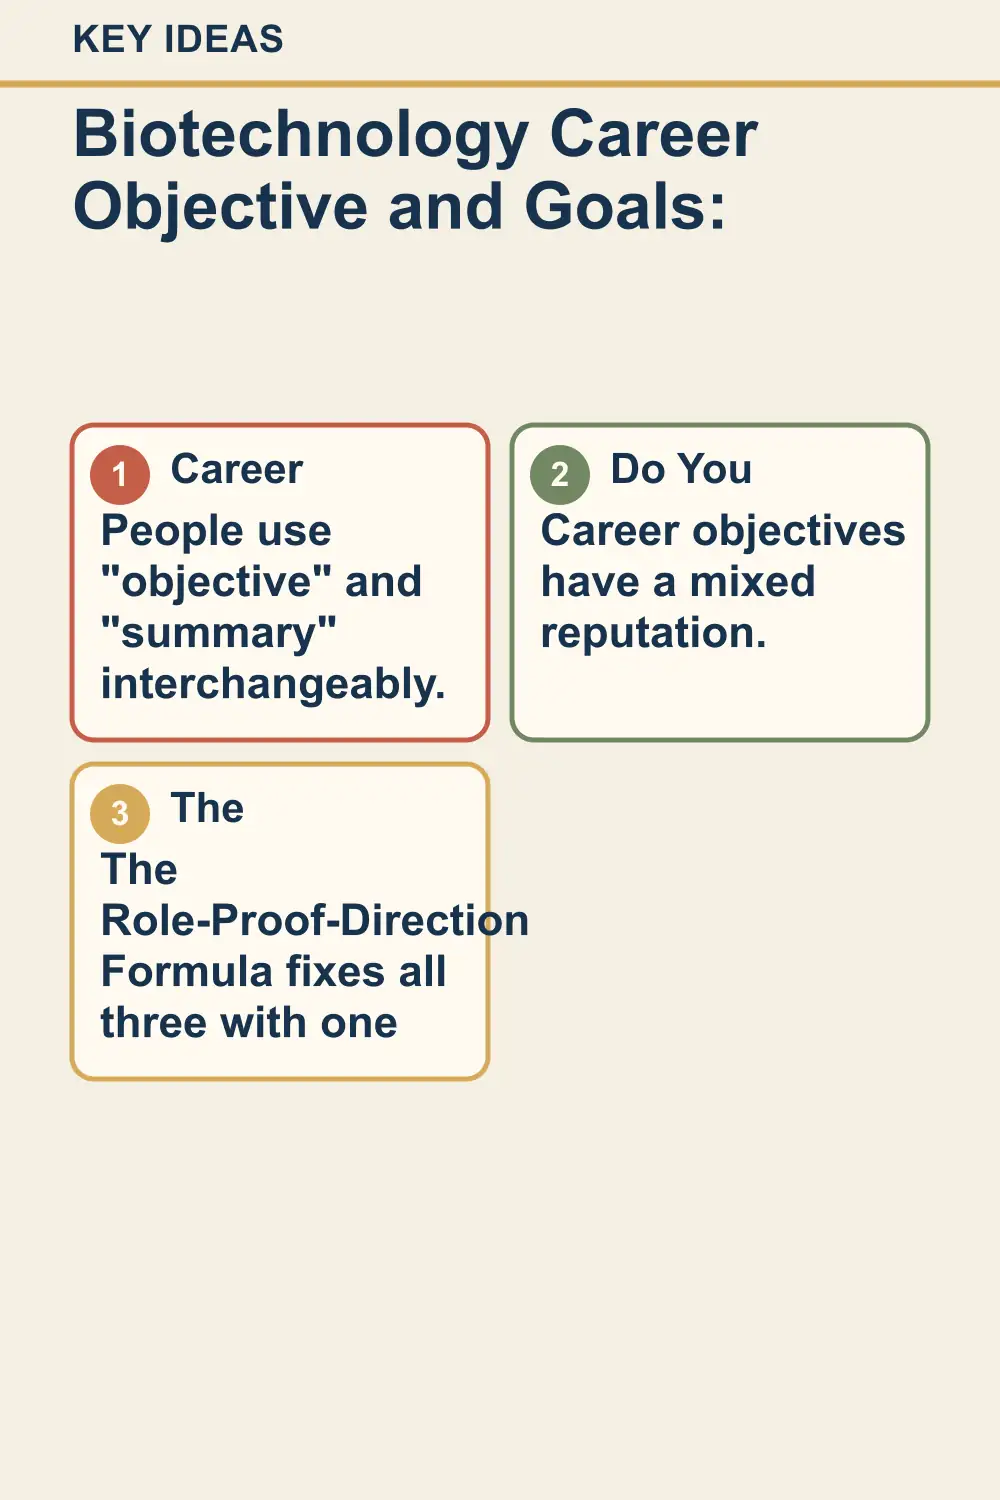 KEY IDEAS
Biotechnology Career
Objective and Goals:
1 Career
People use
"objective" and
"summary"
interchangeably.
2 Do You
Career objectives
have a mixed
reputation.
3 The
The
Role-Proof-Direction
Formula fixes all
three with one